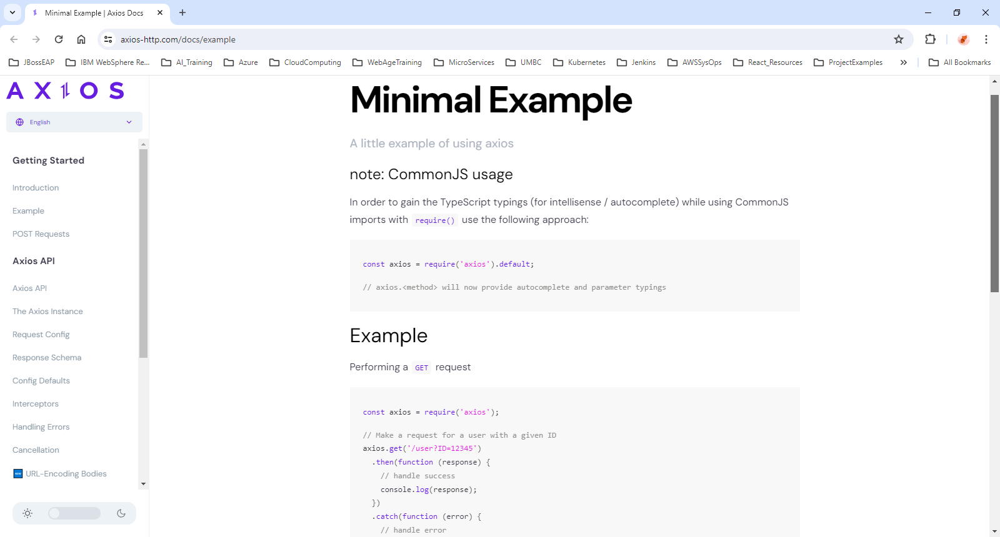 Minimal Example | Axios Docs
axios-http.com/docs/example
JBossEAP
IBM WebSphere Re...
AI_Training
Azure
CloudComputing
WebAgeTraining
MicroServices
UMBC
Kubernetes
Jenkins
AWSSysOps
React_Resources
ProjectExamples
All Bookmarks
AXIOS
English
Getting Started
Introduction
Example
POST Requests
Axios API
Axios API
The Axios Instance
Request Config
Response Schema
Config Defaults
Interceptors
Handling Errors
Cancellation
NEW URL-Encoding Bodies
Minimal Example
A little example of using axios
note: CommonJS usage
In order to gain the TypeScript typings (for intellisense / autocomplete) while using CommonJS
imports with require() use the following approach:
const axios = require('axios').default;
// axios.<method> will now provide autocomplete and parameter typings
Example
Performing a GET request
const axios = require('axios');
// Make a request for a user with a given ID
axios.get('/user?ID=12345')
.then(function (response) {
// handle success
console.log(response);
})
.catch(function (error) {
// handle error